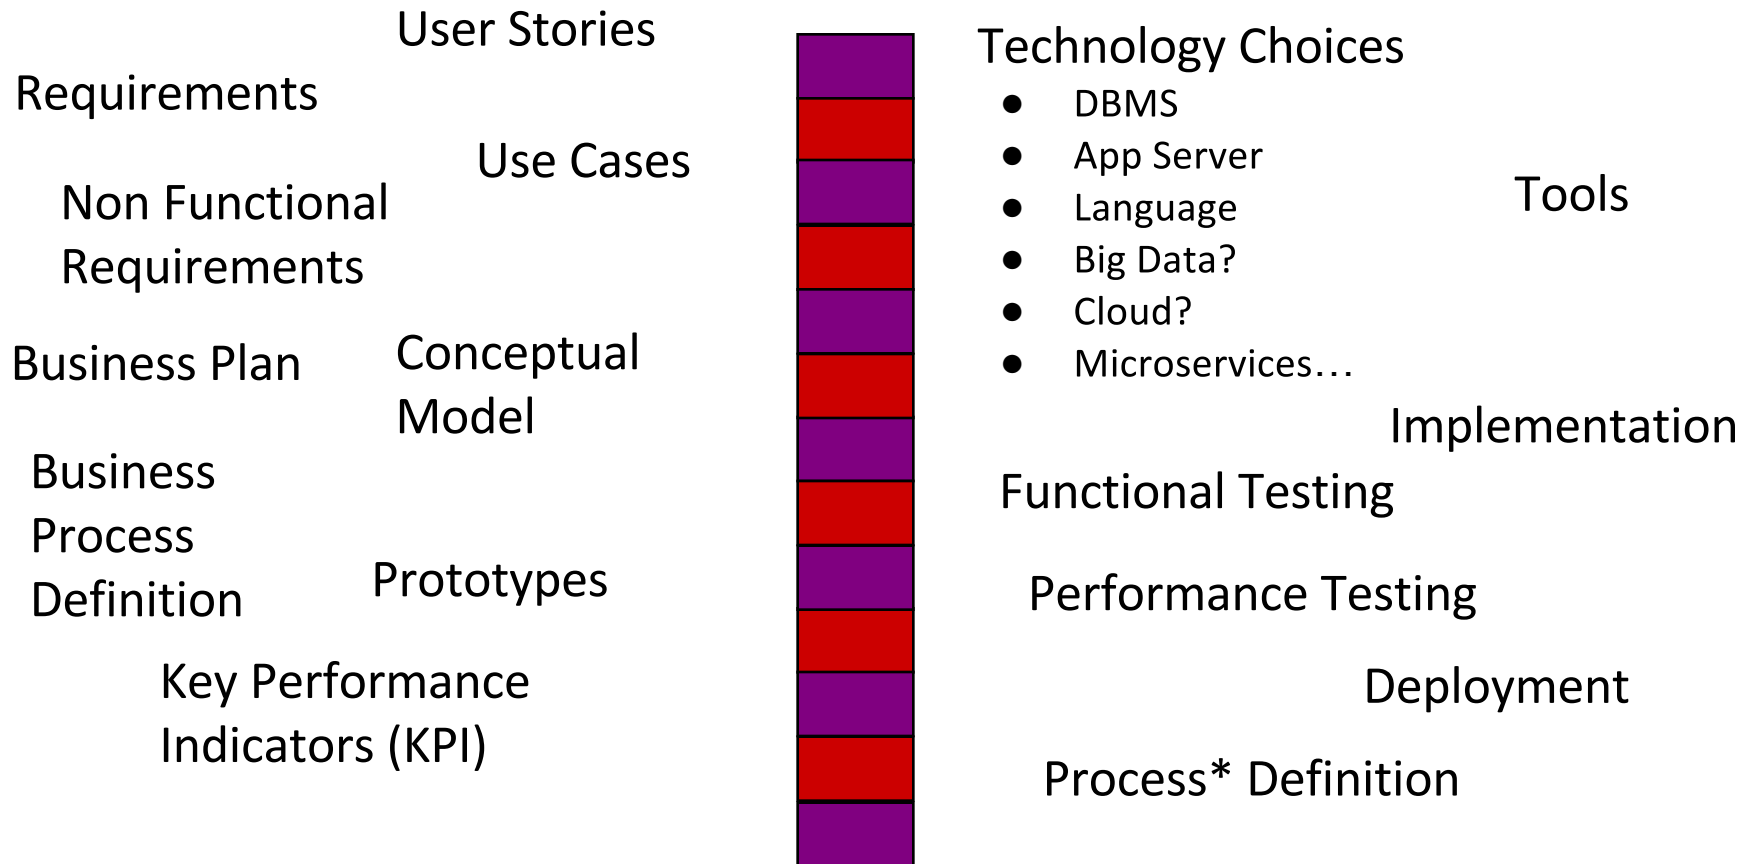 User Stories
Requirements
Use Cases
Non Functional
Requirements
Business Plan
Conceptual
Model
Business
Process
Definition
Prototypes
Key Performance
Indicators (KPI)
Technology Choices
● DBMS
● App Server
● Language
● Big Data?
● Cloud?
● Microservices…
Tools
Implementation
Functional Testing
Performance Testing
Deployment
Process* Definition